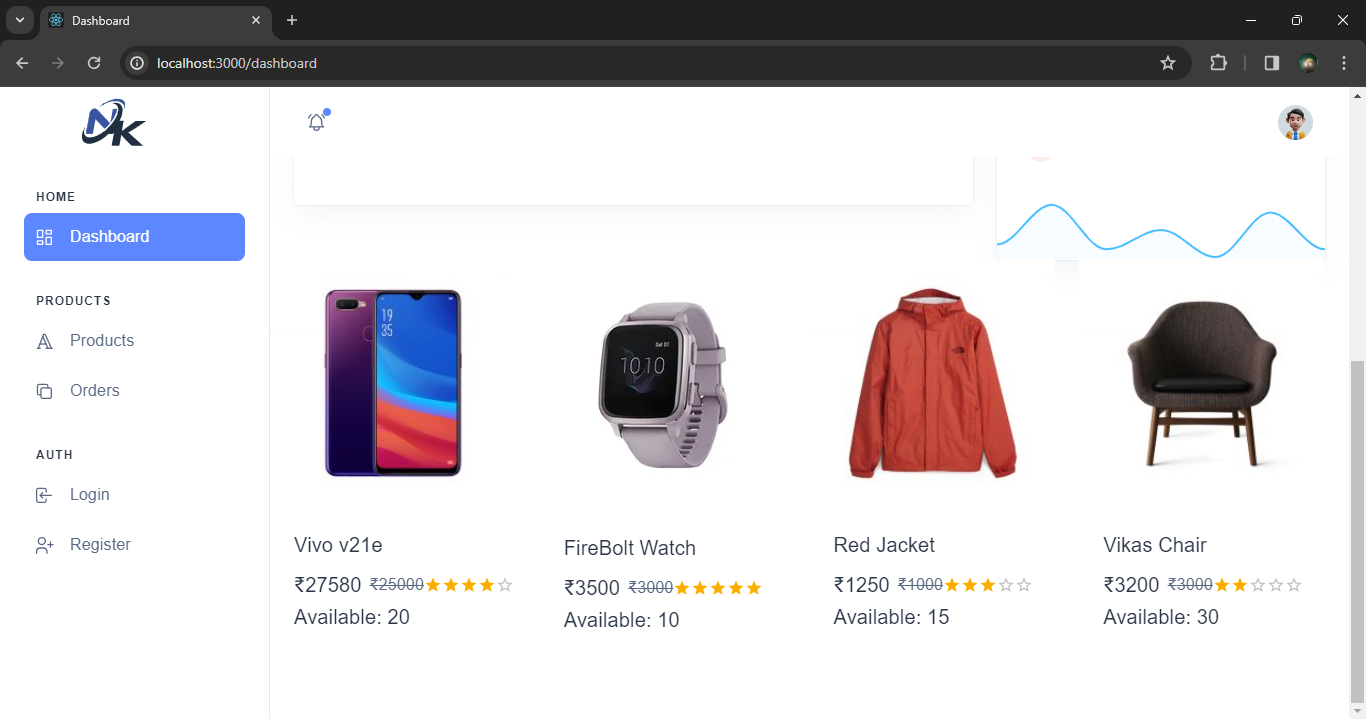 Dashboard
localhost:3000/dashboard
NK
HOME
Dashboard
PRODUCTS
Products
Orders
AUTH
Login
Register
19
35
Sat 01
10:10
Vivo v21e
₹27580 ₹25000
Available: 20
FireBolt Watch
₹3500 ₹3000
Available: 10
Red Jacket
₹1250 ₹1000
Available: 15
Vikas Chair
₹3200 ₹3000
Available: 30